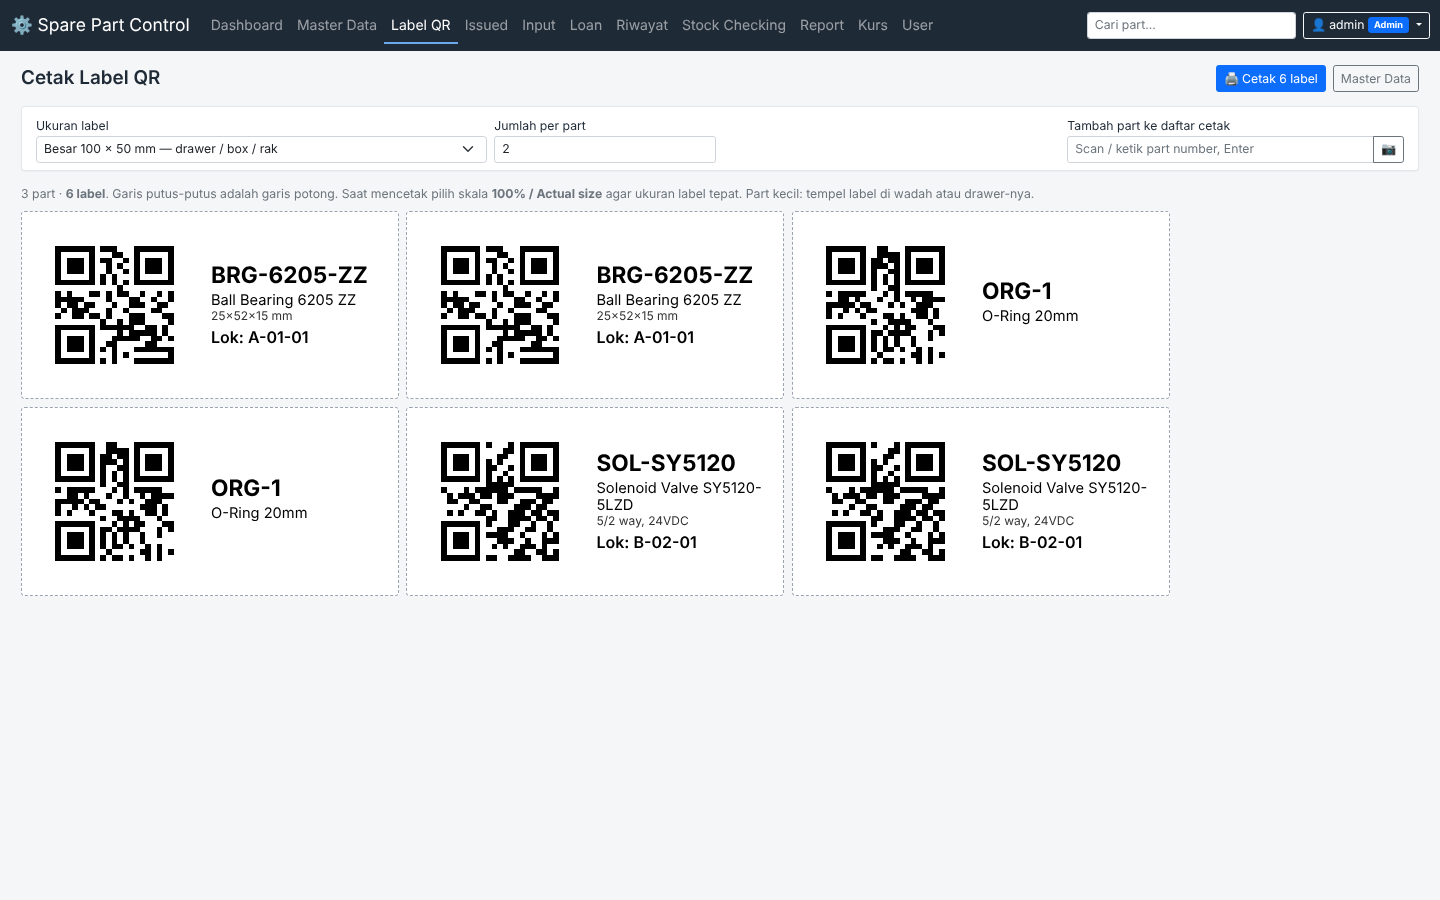 Spare Part Control
Dashboard
Master Data
Label QR
Issued
Input
Loan
Riwayat
Stock Checking
Report
Kurs
User
Cari part...
admin Admin
Cetak Label QR
Cetak 6 label
Master Data
Ukuran label
Jumlah per part
Tambah part ke daftar cetak
Besar 100 × 50 mm — drawer / box / rak
2
Scan / ketik part number, Enter
3 part · 6 label. Garis putus-putus adalah garis potong. Saat mencetak pilih skala 100% / Actual size agar ukuran label tepat. Part kecil: tempel label di wadah atau drawer-nya.
BRG-6205-ZZ
Ball Bearing 6205 ZZ
25×52×15 mm
Lok: A-01-01
BRG-6205-ZZ
Ball Bearing 6205 ZZ
25×52×15 mm
Lok: A-01-01
ORG-1
O-Ring 20mm
ORG-1
O-Ring 20mm
SOL-SY5120
Solenoid Valve SY5120-
5LZD
5/2 way, 24VDC
Lok: B-02-01
SOL-SY5120
Solenoid Valve SY5120-
5LZD
5/2 way, 24VDC
Lok: B-02-01